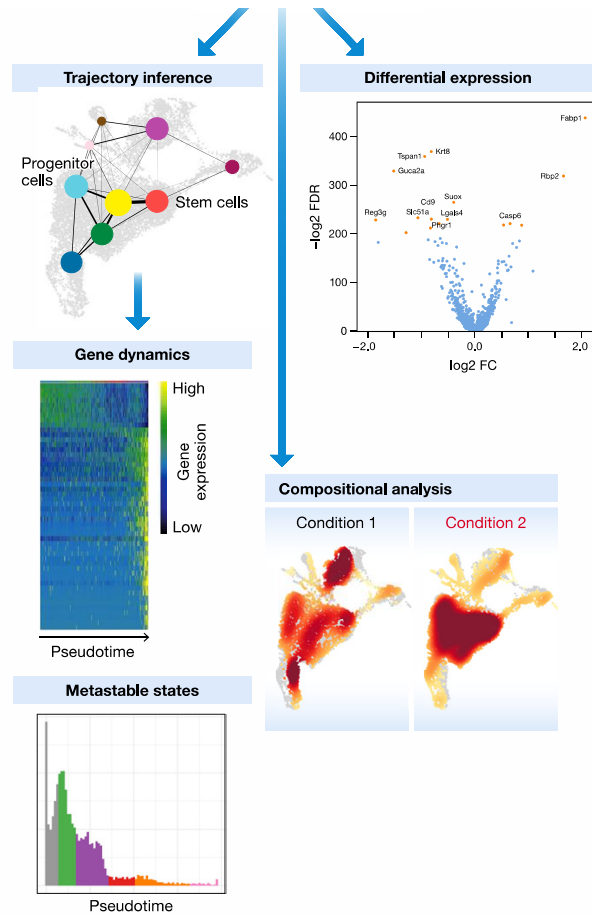 Trajectory inference
Progenitor
cells
Stem cells
Differential expression
−log2 FDR
400
300
200
100
0
Fabp1
Krt8
Tspan1
Guca2a
Rbp2
Suox
Cd9
Reg3g
Slc51a
Lgals4
Phgr1
Casp6
−2.0
0.0
2.0
log2 FC
Gene dynamics
High
Gene
expression
Low
Pseudotime
Compositional analysis
Condition 1
Condition 2
Metastable states
Pseudotime